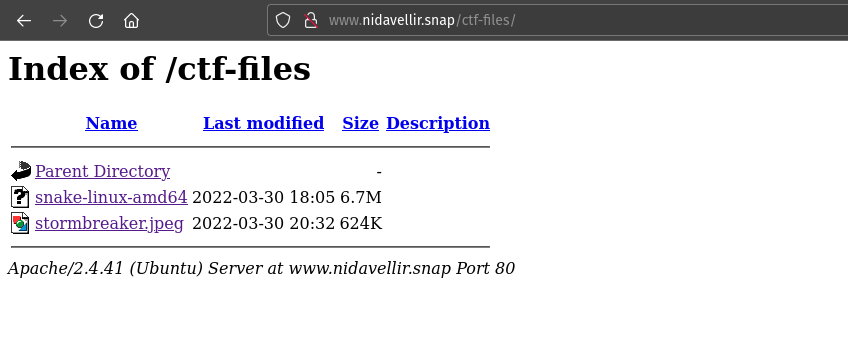 www.nidavellir.snap/ctf-files/
Index of /ctf-files
Name Last modified Size Description
Parent Directory -
snake-linux-amd64 2022-03-30 18:05 6.7M
stormbreaker.jpeg 2022-03-30 20:32 624K
Apache/2.4.41 (Ubuntu) Server at www.nidavellir.snap Port 80